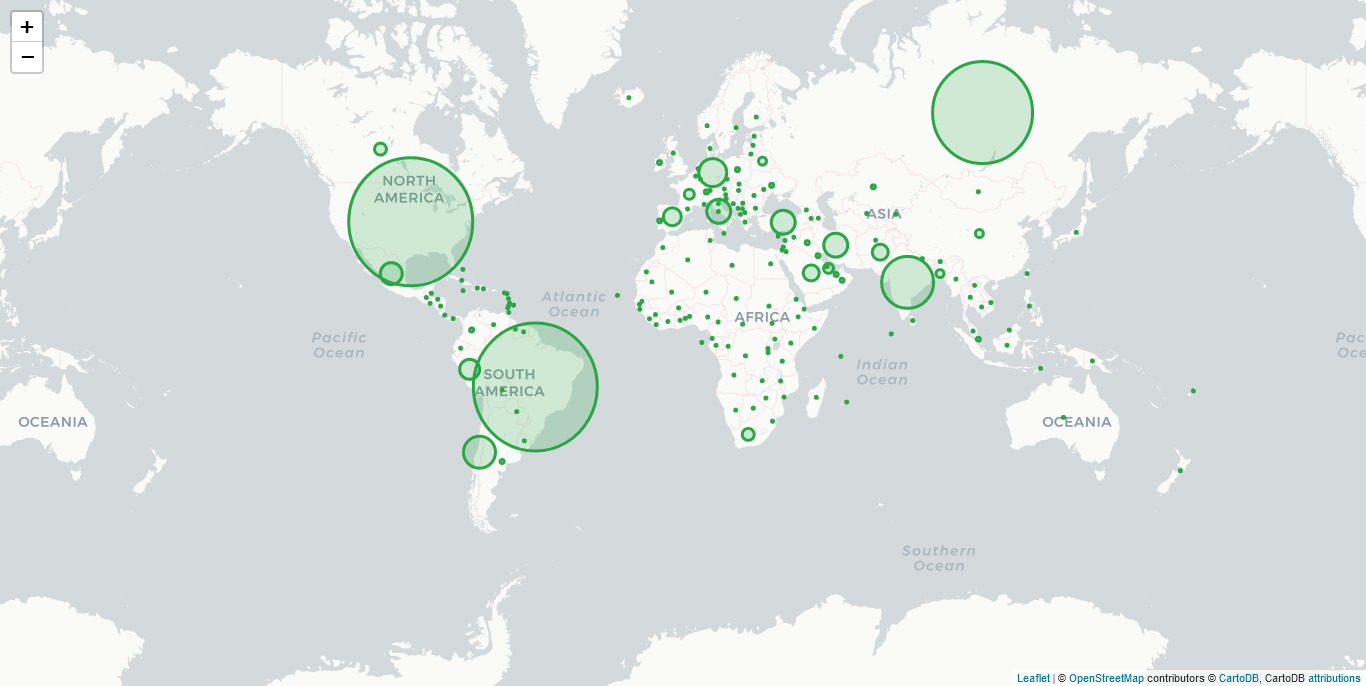 +
−
NORTH
AMERICA
ASIA
Atlantic
Ocean
AFRICA
Pacific
Ocean
Indian
Ocean
Pac
Oce
SOUTH
AMERICA
OCEANIA
OCEANIA
Southern
Ocean
Leaflet | © OpenStreetMap contributors © CartoDB, CartoDB attributions